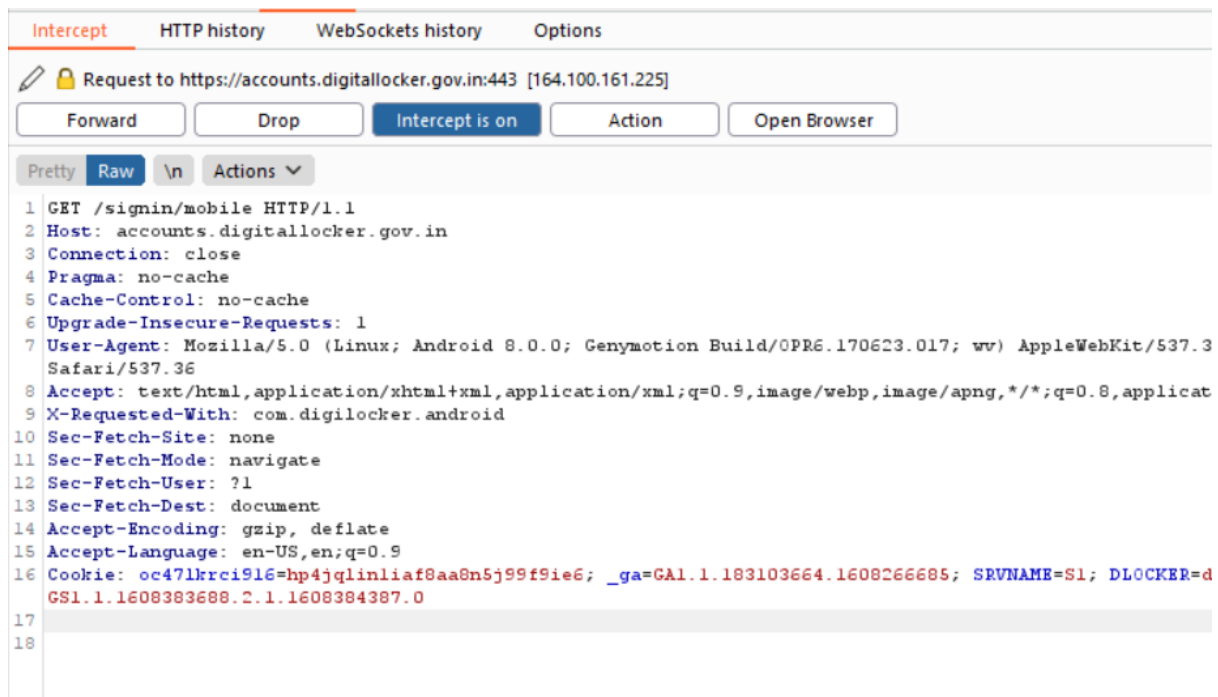 Intercept HTTP history WebSockets history Options
Request to https://accounts.digitallocker.gov.in:443 [164.100.161.225]
Forward Drop Intercept is on Action Open Browser
Pretty Raw \n Actions
1 GET /signin/mobile HTTP/1.1
2 Host: accounts.digitallocker.gov.in
3 Connection: close
4 Pragma: no-cache
5 Cache-Control: no-cache
6 Upgrade-Insecure-Requests: 1
7 User-Agent: Mozilla/5.0 (Linux; Android 8.0.0; Genymotion Build/OPR6.170623.017; wv) AppleWebKit/537.3
Safari/537.36
8 Accept: text/html,application/xhtml+xml,application/xml;q=0.9,image/webp,image/apng,*/*;q=0.8,applicat
9 X-Requested-With: com.digilocker.android
10 Sec-Fetch-Site: none
11 Sec-Fetch-Mode: navigate
12 Sec-Fetch-User: ?1
13 Sec-Fetch-Dest: document
14 Accept-Encoding: gzip, deflate
15 Accept-Language: en-US,en;q=0.9
16 Cookie: oc471krci916=hp4jqlinliaf8aa8n5j99f9ie6; _ga=GA1.1.183103664.1608266685; SRVNAME=S1; DLOCKER=d
GS1.1.1608383688.2.1.1608384387.0
17
18